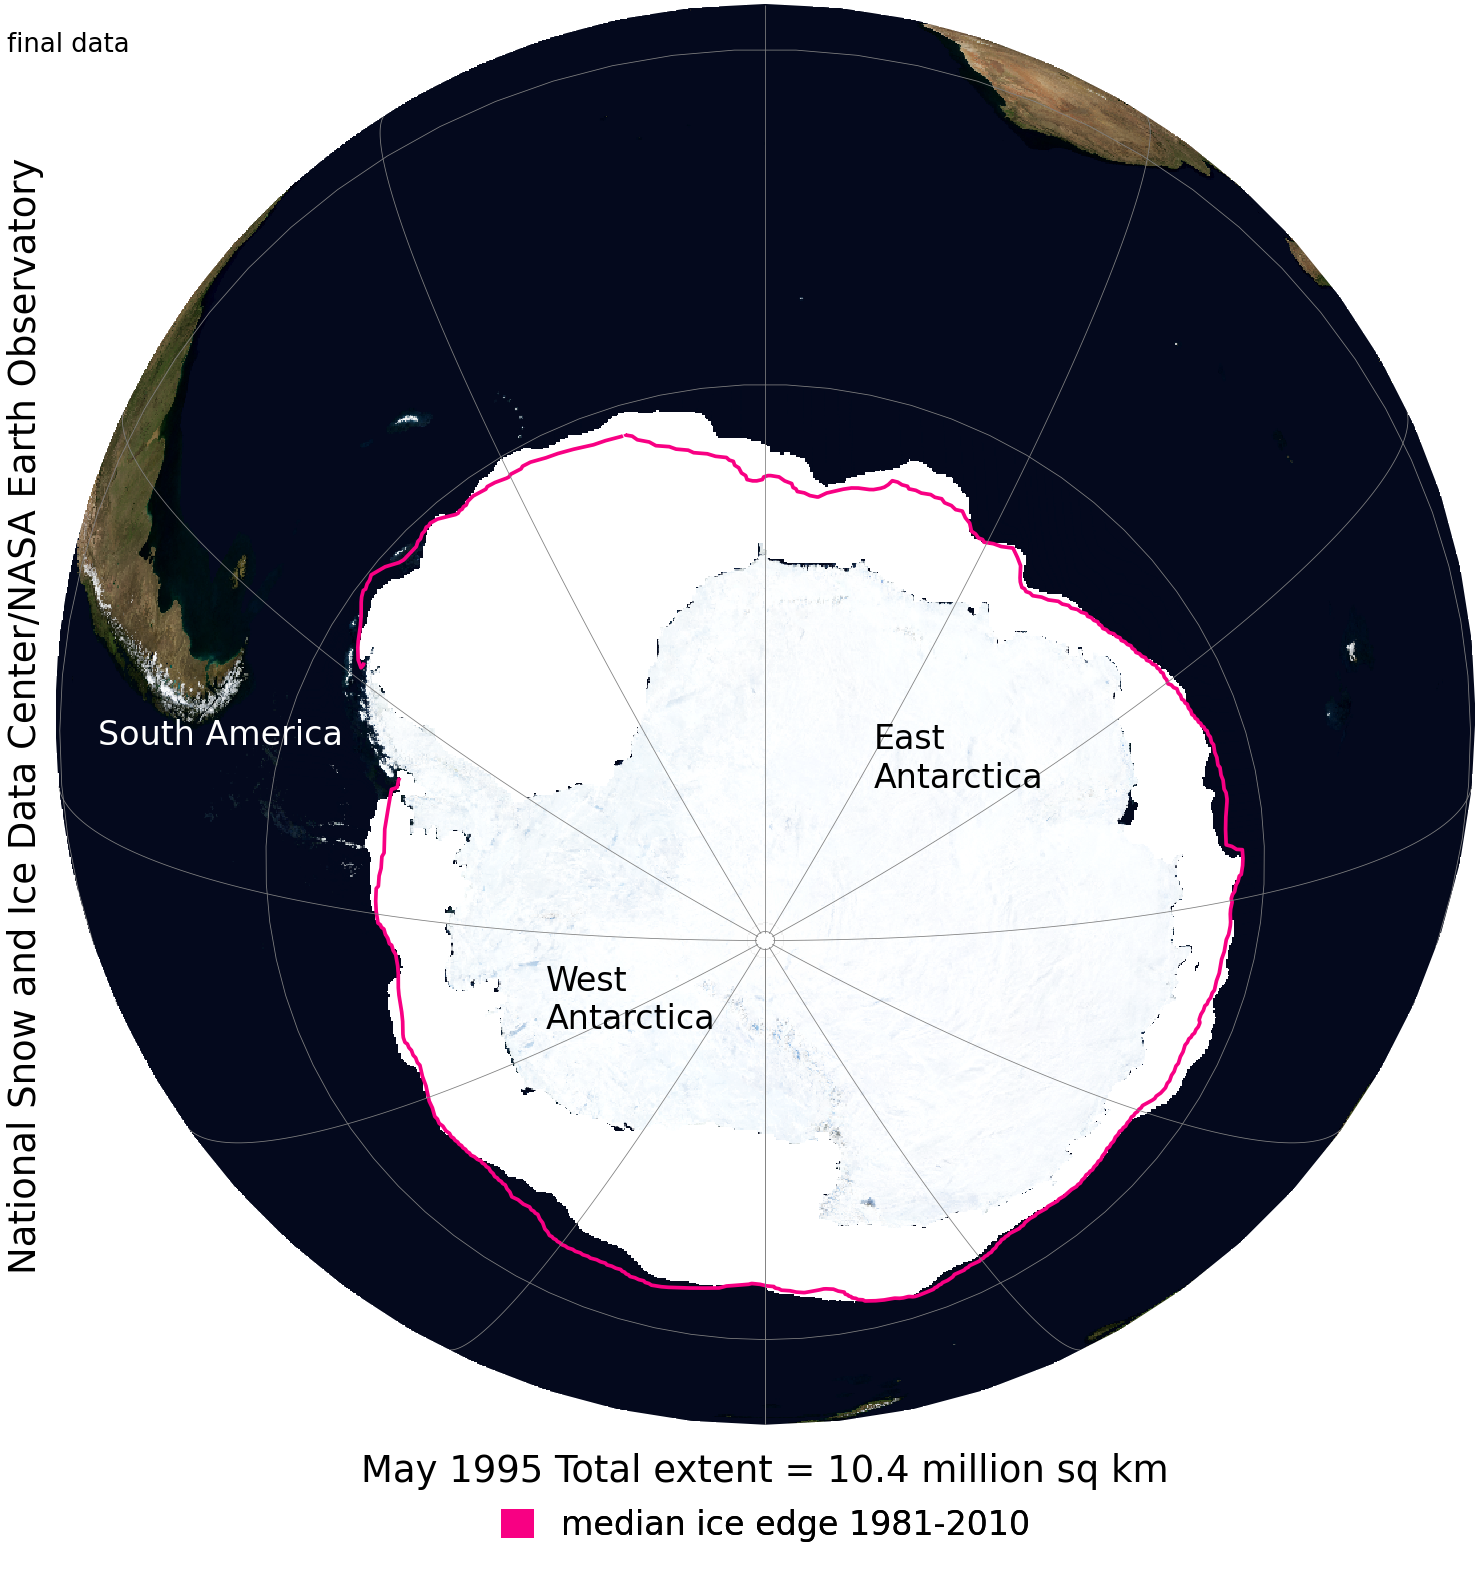 final data
National Snow and Ice Data Center/NASA Earth Observatory
South America
East
Antarctica
West
Antarctica
May 1995 Total extent = 10.4 million sq km
median ice edge 1981-2010